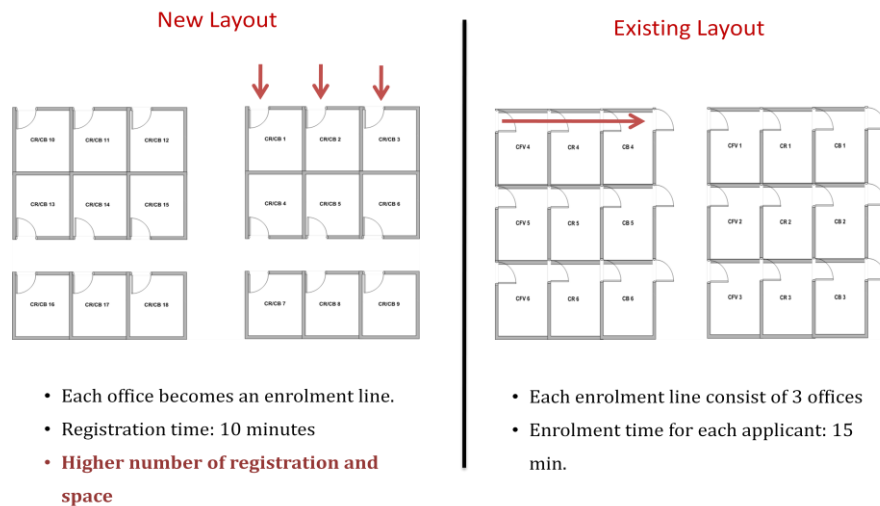 New Layout
CR/CB 10
CR/CB 11
CR/CB 12
CR/CB 1
CR/CB 2
CR/CB 3
CR/CB 13
CR/CB 14
CR/CB 15
CR/CB 4
CR/CB 5
CR/CB 6
CR/CB 16
CR/CB 17
CR/CB 18
CR/CB 7
CR/CB 8
CR/CB 9
• Each office becomes an enrolment line.
• Registration time: 10 minutes
• Higher number of registration and
space
Existing Layout
CFV 4
CR 4
CB 4
CFV 1
CR 1
CB 1
CFV 5
CR 5
CB 5
CFV 2
CR 2
CB 2
CFV 6
CR 6
CB 6
CFV 3
CR 3
CB 3
• Each enrolment line consist of 3 offices
• Enrolment time for each applicant: 15
min.